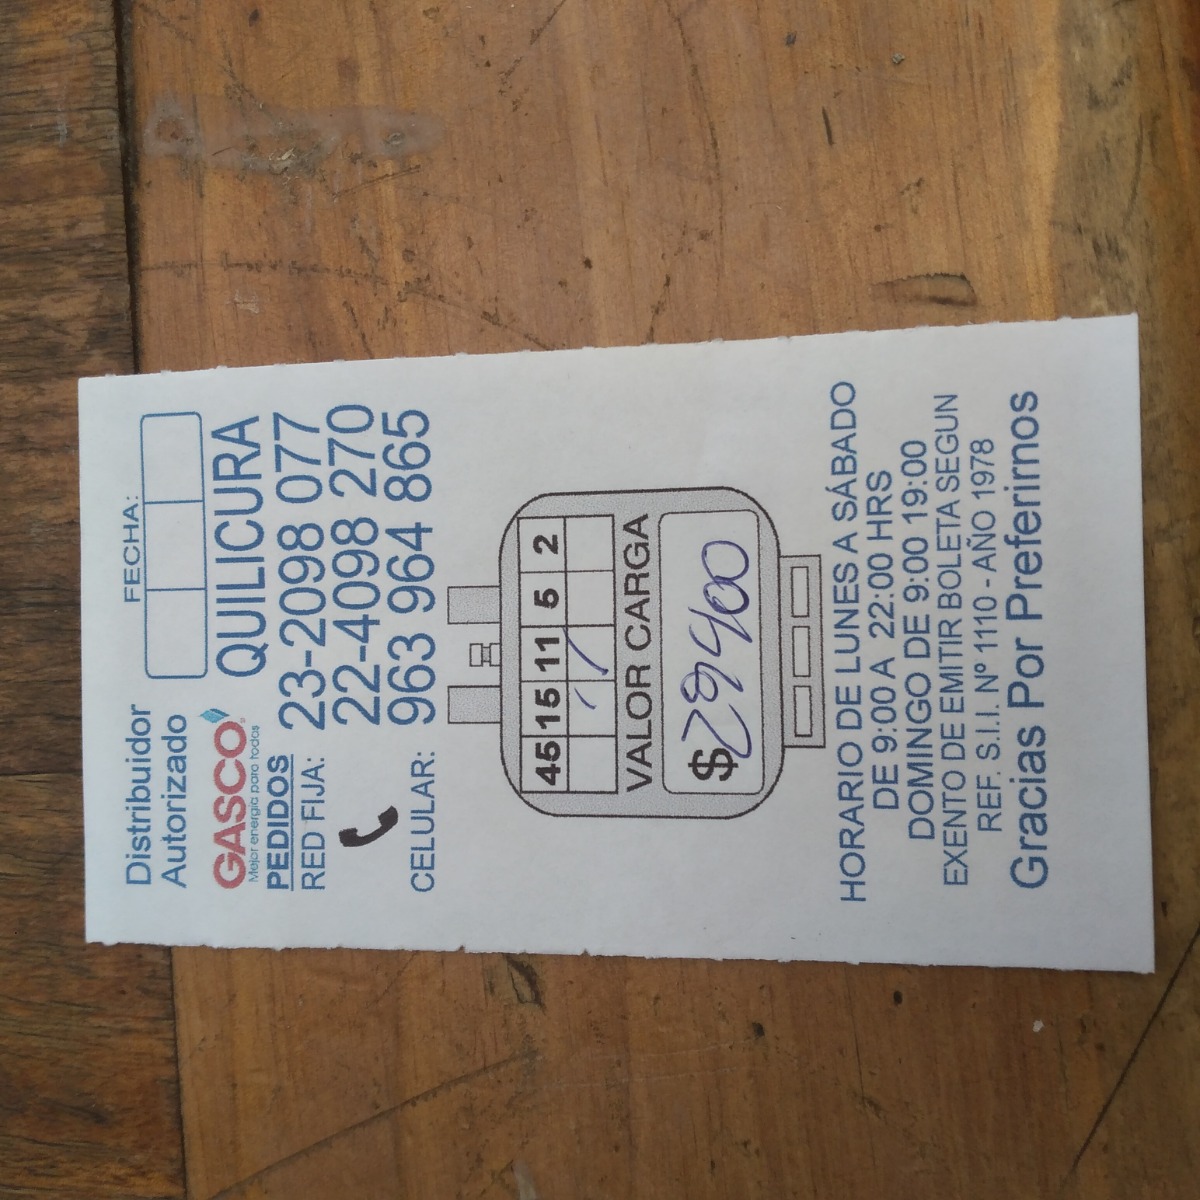 FECHA:
Distribuidor
Autorizado
GASCO
Mejor energía para todos
QUILICURA
PEDIDOS
RED FIJA: 23-2098 077
22-4098 270
CELULAR: 963 964 865
45 15 11 5 2
VALOR CARGA
$29400
HORARIO DE LUNES A SÁBADO
DE 9:00 A 22:00 HRS
DOMINGO DE 9:00 19:00
EXENTO DE EMITIR BOLETA SEGUN
REF. S.I.I. Nº 1110 - AÑO 1978
Gracias Por Preferirnos